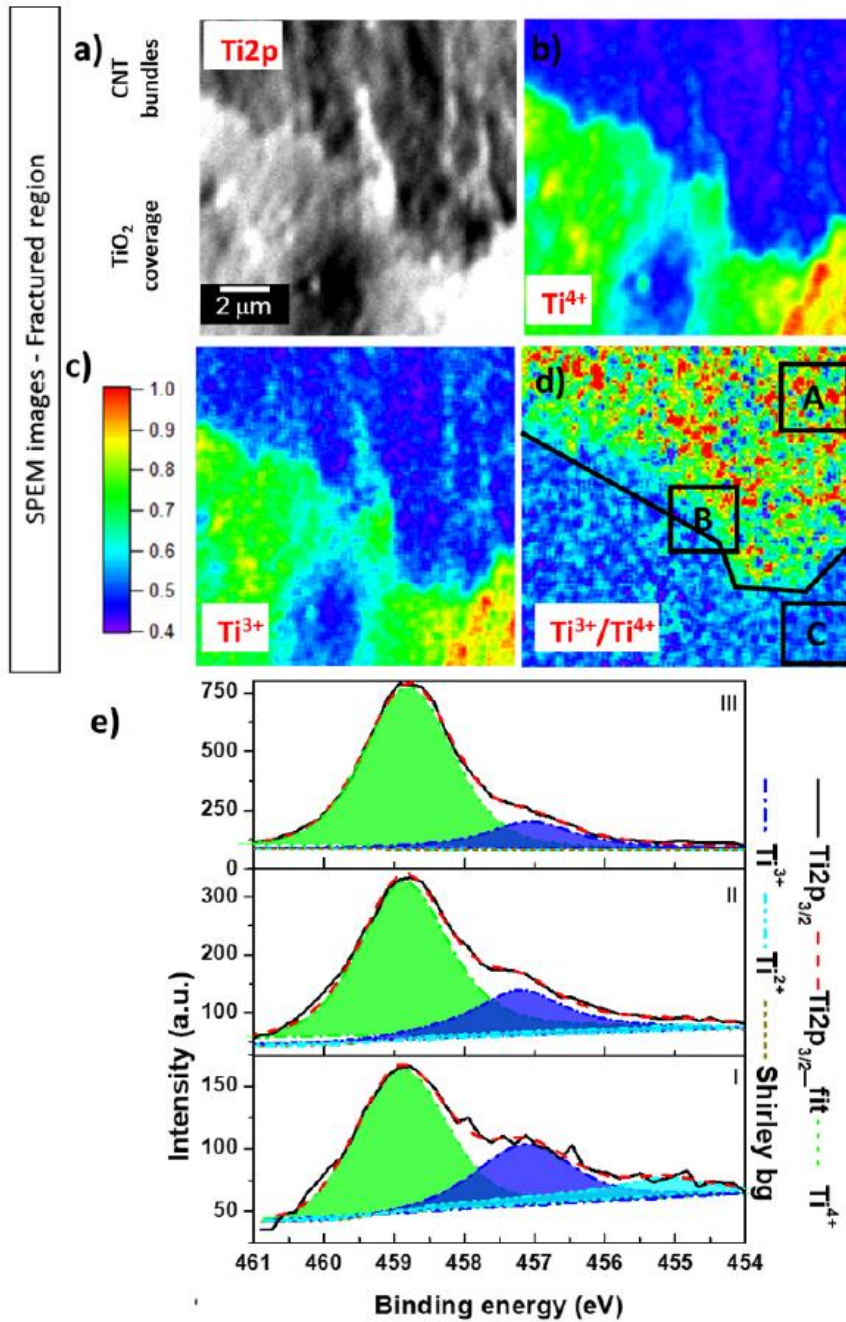 SPEM images - Fractured region
a)
CNT
bundles
TiO₂
coverage
Ti2p
2 μm
b)
Ti⁴⁺
c)
1.0
0.9
0.8
0.7
0.6
0.5
0.4
Ti³⁺
d)
A
B
C
Ti³⁺/Ti⁴⁺
e)
Intensity (a.u.)
750
500
250
0
III
300
200
100
II
150
100
50
I
461 460 459 458 457 456 455 454
Binding energy (eV)
Ti2p₃/₂ Ti2p₃/₂_fit Ti⁴⁺
Ti³⁺ Ti²⁺ Shirley bg